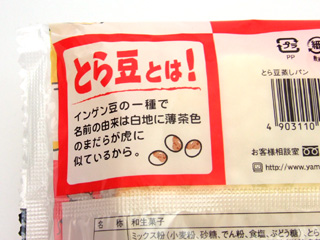 とら豆とは！
インゲン豆の一種で
名前の由来は白地に薄茶色
のまだらが虎に
似ているから。
PP
紙
とら豆蒸しパン
4 903110
お客様相談室
http://www.yam
名 称 和生菓子
ミックス粉（小麦粉、砂糖、でん粉、食塩、ぶどう糖）、とら